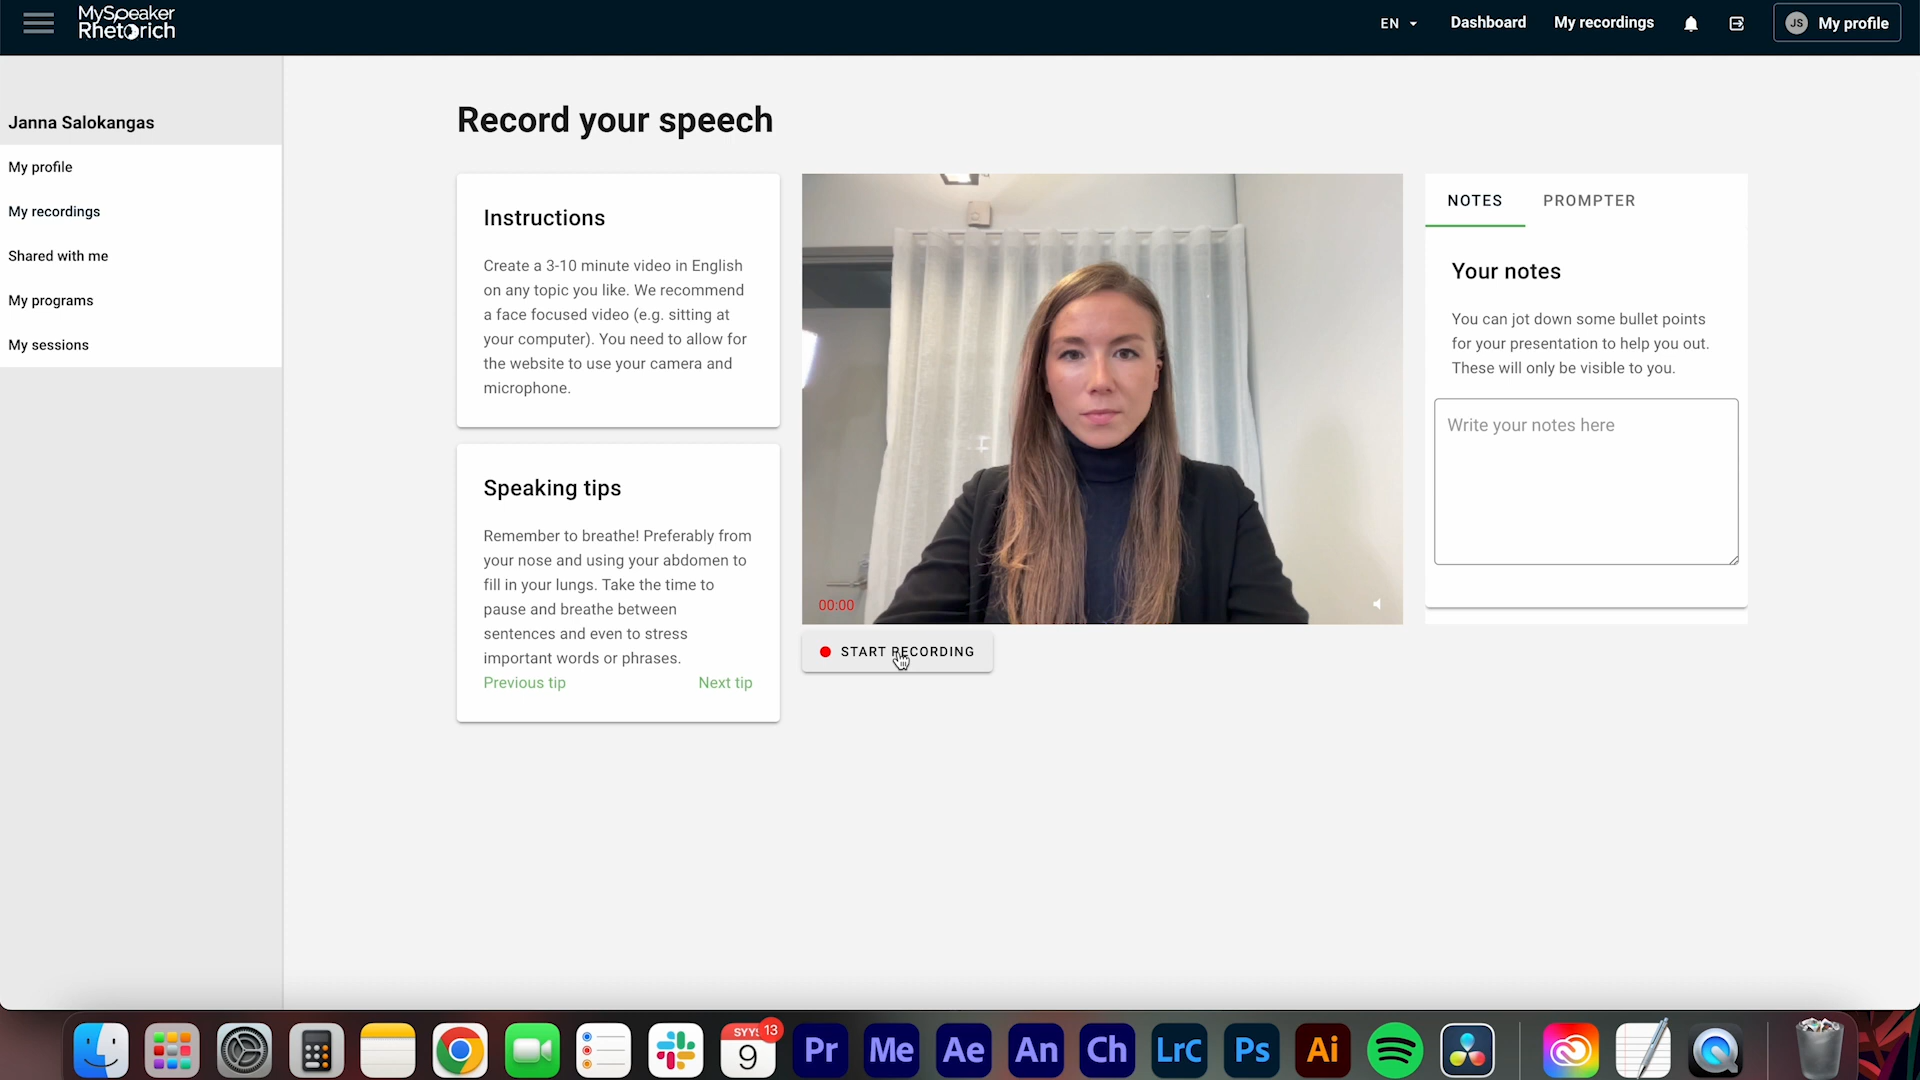 MySpeaker
Rhetorich
EN
Dashboard
My recordings
JS
My profile
Janna Salokangas
My profile
My recordings
Shared with me
My programs
My sessions
Record your speech
Instructions
Create a 3-10 minute video in English
on any topic you like. We recommend
a face focused video (e.g. sitting at
your computer). You need to allow for
the website to use your camera and
microphone.
Speaking tips
Remember to breathe! Preferably from
your nose and using your abdomen to
fill in your lungs. Take the time to
pause and breathe between
sentences and even to stress
important words or phrases.
Previous tip
Next tip
00:00
START RECORDING
NOTES
PROMPTER
Your notes
You can jot down some bullet points
for your presentation to help you out.
These will only be visible to you.
Write your notes here
SYYS
13
9
Pr
Me
Ae
An
Ch
LrC
Ps
Ai